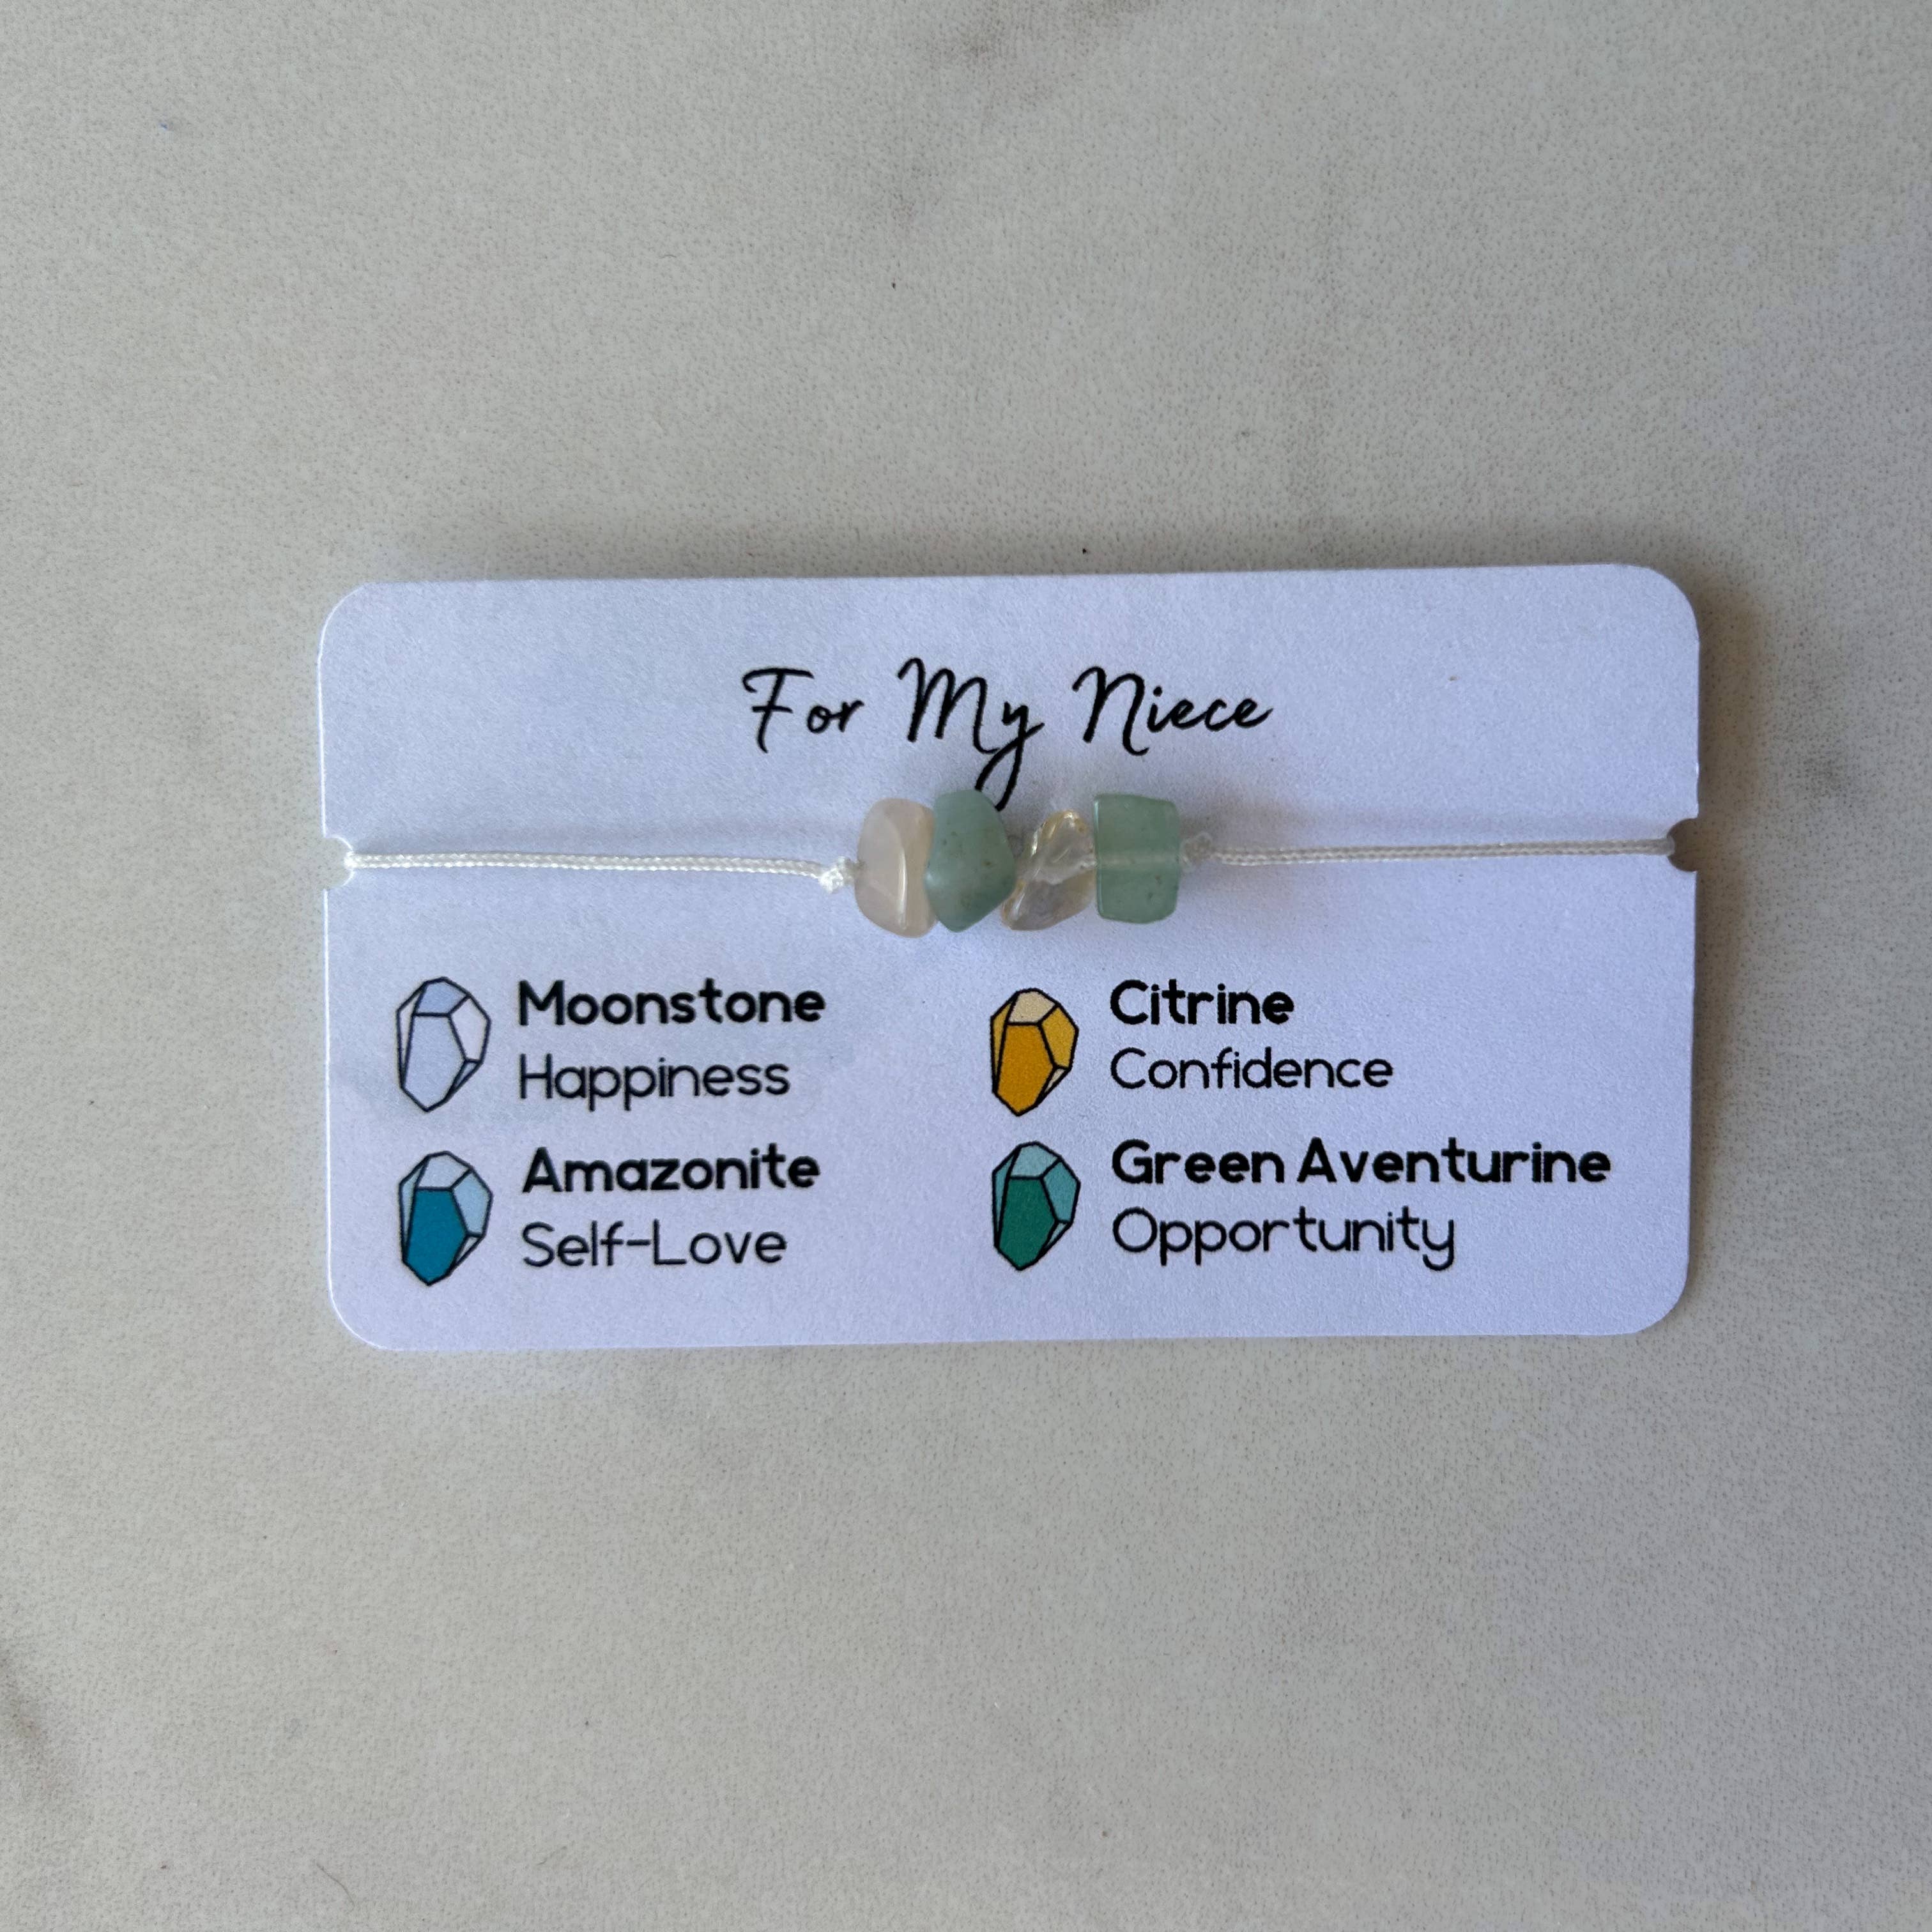 For My Niece
Moonstone
Happiness
Amazonite
Self-Love
Citrine
Confidence
Green Aventurine
Opportunity